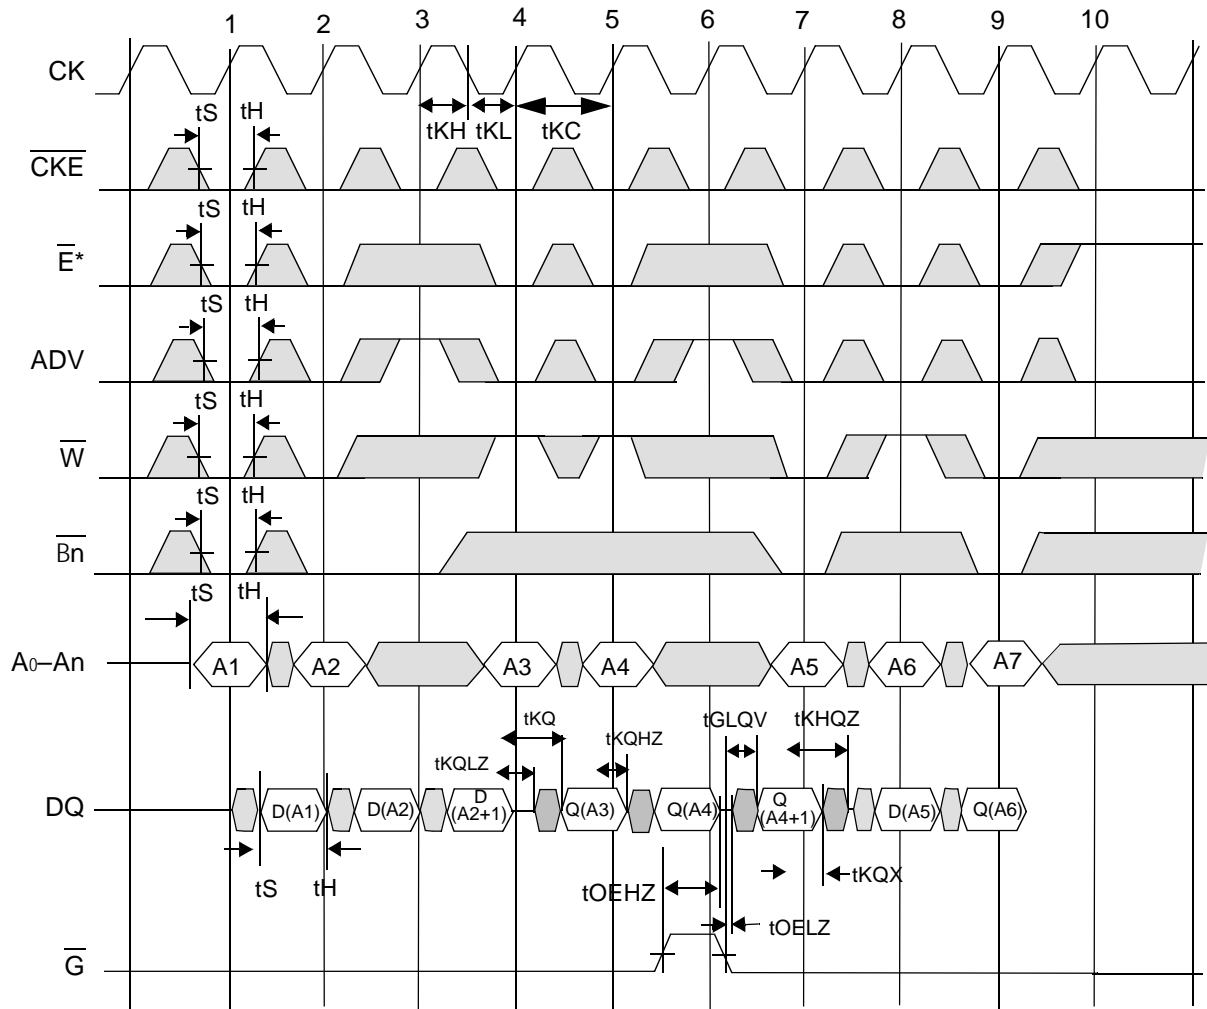 1 2 3 4 5 6 7 8 9 10
CK
tS tH
tKH tKL tKC
CKE
tS tH
E*
tS tH
ADV
tS tH
W
tS tH
Bn
tS tH
A0–An
A1 A2 A3 A4 A5 A6 A7
tKQ tGLQV tKHQZ
tKQLZ tKQHZ
DQ
D(A1) D(A2) D (A2+1) Q(A3) Q(A4) Q (A4+1) D(A5) Q(A6)
tS tH
tOEHZ tKQX
tOELZ
G